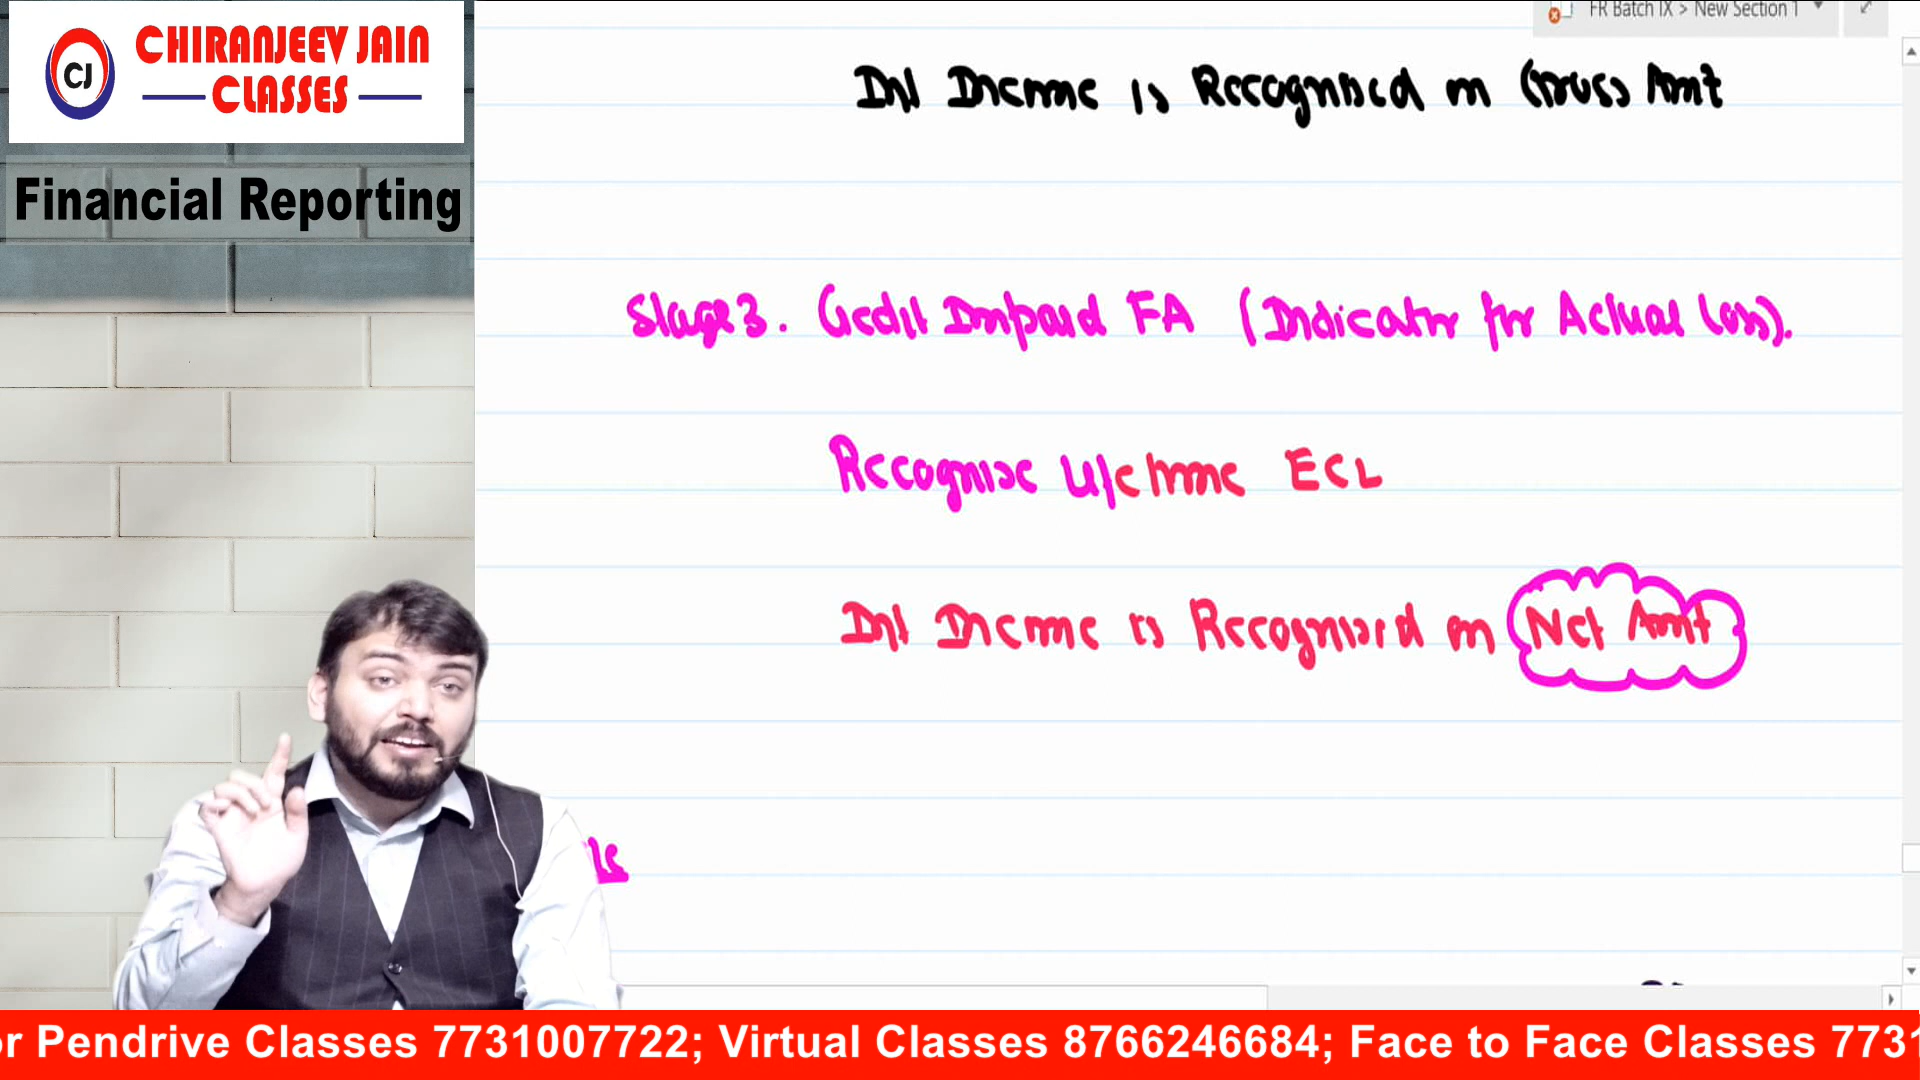 CHIRANJEEV JAIN
CLASSES
CJ
Financial Reporting
FR Batch IX > New Section 1
Int Income is Recognised on Gross Amt
Stage 3. Credit Impaired FA (Indicator for Actual Loss).
Recognise Lifetime ECL
Int Income is Recognised on Net Amt
or Pendrive Classes 7731007722; Virtual Classes 8766246684; Face to Face Classes 7731